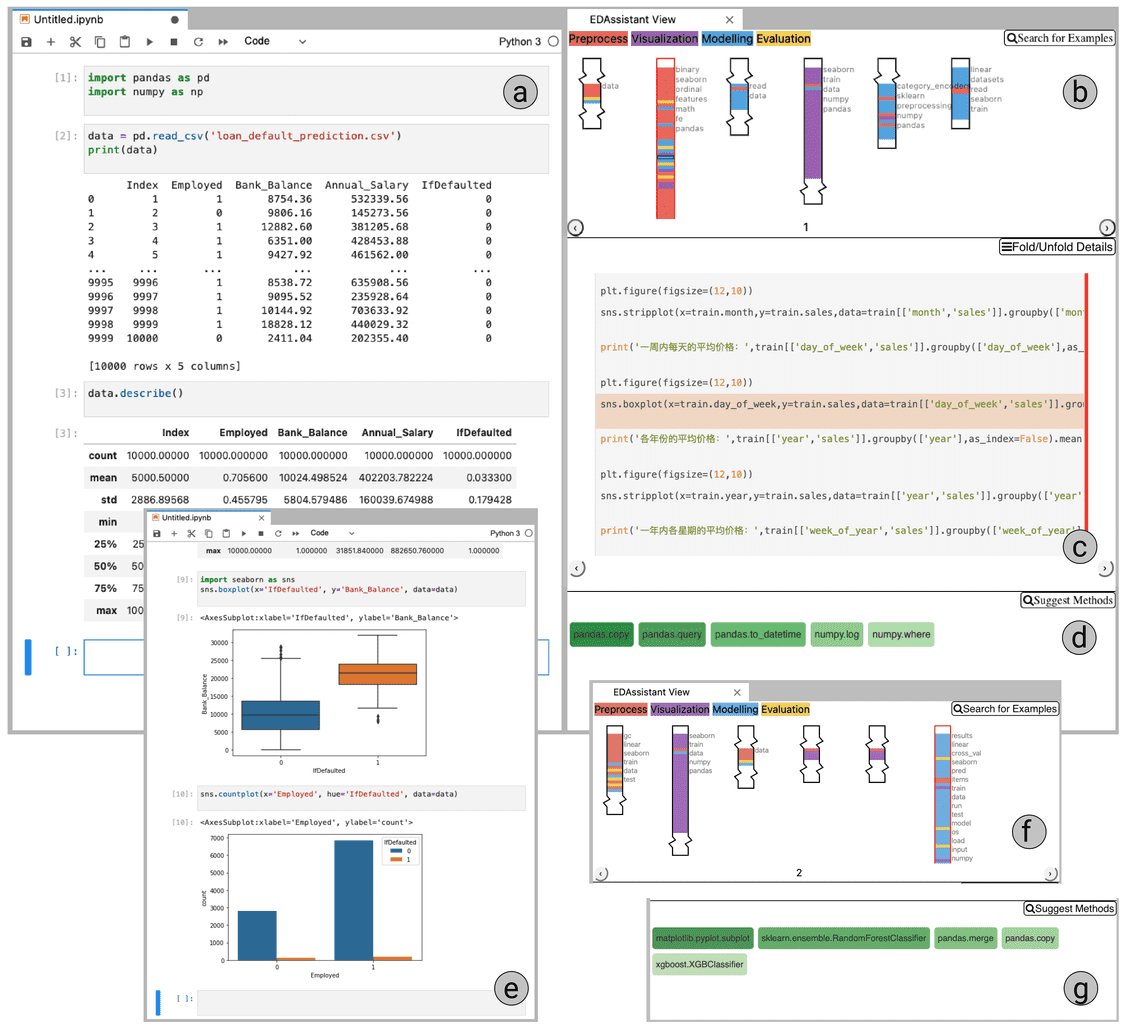 Untitled.ipynb
Code
Python 3
[1]:
import pandas as pd
import numpy as np
a
[2]:
data = pd.read_csv('loan_default_prediction.csv')
print(data)
Index Employed Bank_Balance Annual_Salary IfDefaulted
0 1 1 8754.36 532339.56 0
1 2 0 9806.16 145273.56 0
2 3 1 12882.60 381205.68 0
3 4 1 6351.00 428453.88 0
4 5 1 9427.92 461562.00 0
... ... ... ... ... ...
9995 9996 1 8538.72 635908.56 0
9996 9997 1 9095.52 235928.64 0
9997 9998 1 10144.92 703633.92 0
9998 9999 1 18828.12 440029.32 0
9999 10000 0 2411.04 202355.40 0
[10000 rows x 5 columns]
[3]:
data.describe()
[3]:
Index Employed Bank_Balance Annual_Salary IfDefaulted
count 10000.00000 10000.000000 10000.000000 10000.000000 10000.000000
mean 5000.50000 0.705600 10024.498524 402203.782224 0.033300
std 2886.89568 0.455795 5804.579486 160039.674988 0.179428
min
25% 25
50% 50
75% 75
max 100
[ ]:
EDAssistant View
Preprocess Visualization Modelling Evaluation
Search for Examples
data
binary
seaborn
ordinal
features
math
fe
pandas
read
data
seaborn
train
data
numpy
pandas
category_encoders
sklearn
preprocessing
numpy
pandas
linear
datasets
read
seaborn
train
b
1
Fold/Unfold Details
plt.figure(figsize=(12,10))
sns.stripplot(x=train.month,y=train.sales,data=train[['month','sales']].groupby(['mon
print('一周内每天的平均价格: ',train[['day_of_week','sales']].groupby(['day_of_week'],as_
plt.figure(figsize=(12,10))
sns.boxplot(x=train.day_of_week,y=train.sales,data=train[['day_of_week','sales']].gro
print('各年份的平均价格: ',train[['year','sales']].groupby(['year'],as_index=False).mean
plt.figure(figsize=(12,10))
sns.stripplot(x=train.year,y=train.sales,data=train[['year','sales']].groupby(['year'
print('一年内各星期的平均价格: ',train[['week_of_year','sales']].groupby(['week_of_year'
c
Suggest Methods
pandas.copy pandas.query pandas.to_datetime numpy.log numpy.where
d
Untitled.ipynb
Code
Python 3
max 10000.00000 1.000000 31851.840000 882650.760000 1.000000
[9]:
import seaborn as sns
sns.boxplot(x='IfDefaulted', y='Bank_Balance', data=data)
[9]:
<AxesSubplot:xlabel='IfDefaulted', ylabel='Bank_Balance'>
30000
25000
20000
15000
10000
5000
0
Bank_Balance
0 1
IfDefaulted
[10]:
sns.countplot(x='Employed', hue='IfDefaulted', data=data)
[10]:
<AxesSubplot:xlabel='Employed', ylabel='count'>
7000
6000
5000
4000
3000
2000
1000
0
count
IfDefaulted
0
1
0 1
Employed
[ ]:
e
EDAssistant View
Preprocess Visualization Modelling Evaluation
Search for Examples
gc
linear
seaborn
train
data
test
seaborn
train
data
numpy
pandas
data
results
linear
cross_val
seaborn
pred
items
train
data
run
test
model
os
load
input
numpy
f
2
Suggest Methods
matplotlib.pyplot.subplot sklearn.ensemble.RandomForestClassifier pandas.merge pandas.copy
xgboost.XGBClassifier
g